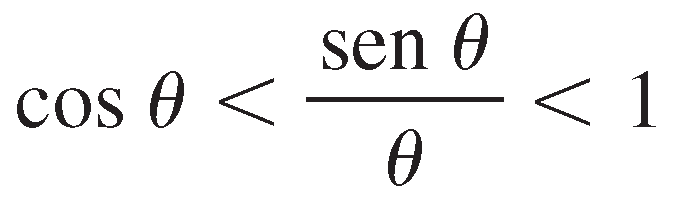 cos θ < sen θ / θ < 1